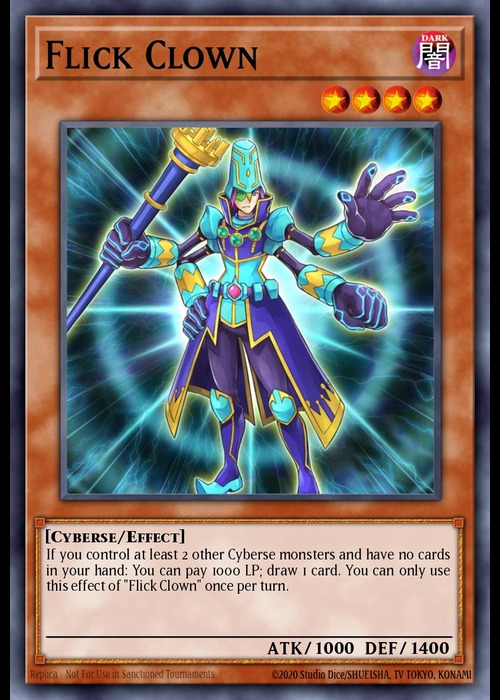 Flick Clown
DARK
闇
[Cyberse/Effect]
If you control at least 2 other Cyberse monsters and have no cards
in your hand: You can pay 1000 LP; draw 1 card. You can only use
this effect of "Flick Clown" once per turn.
ATK/1000 DEF/1400
Replica - Not For Use in Sanctioned Tournaments
©2020 Studio Dice/SHUEISHA, TV TOKYO, KONAMI